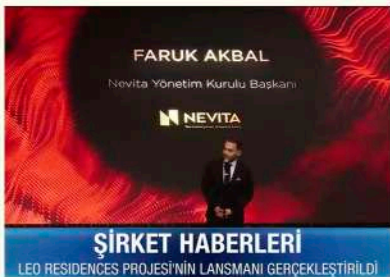 FARUK AKBAL
Nevita Yönetim Kurulu Başkanı
NEVITA
ŞİRKET HABERLERİ
LEO RESIDENCES PROJESİ'NİN LANSMANI GERÇEKLEŞTİRİLDİ